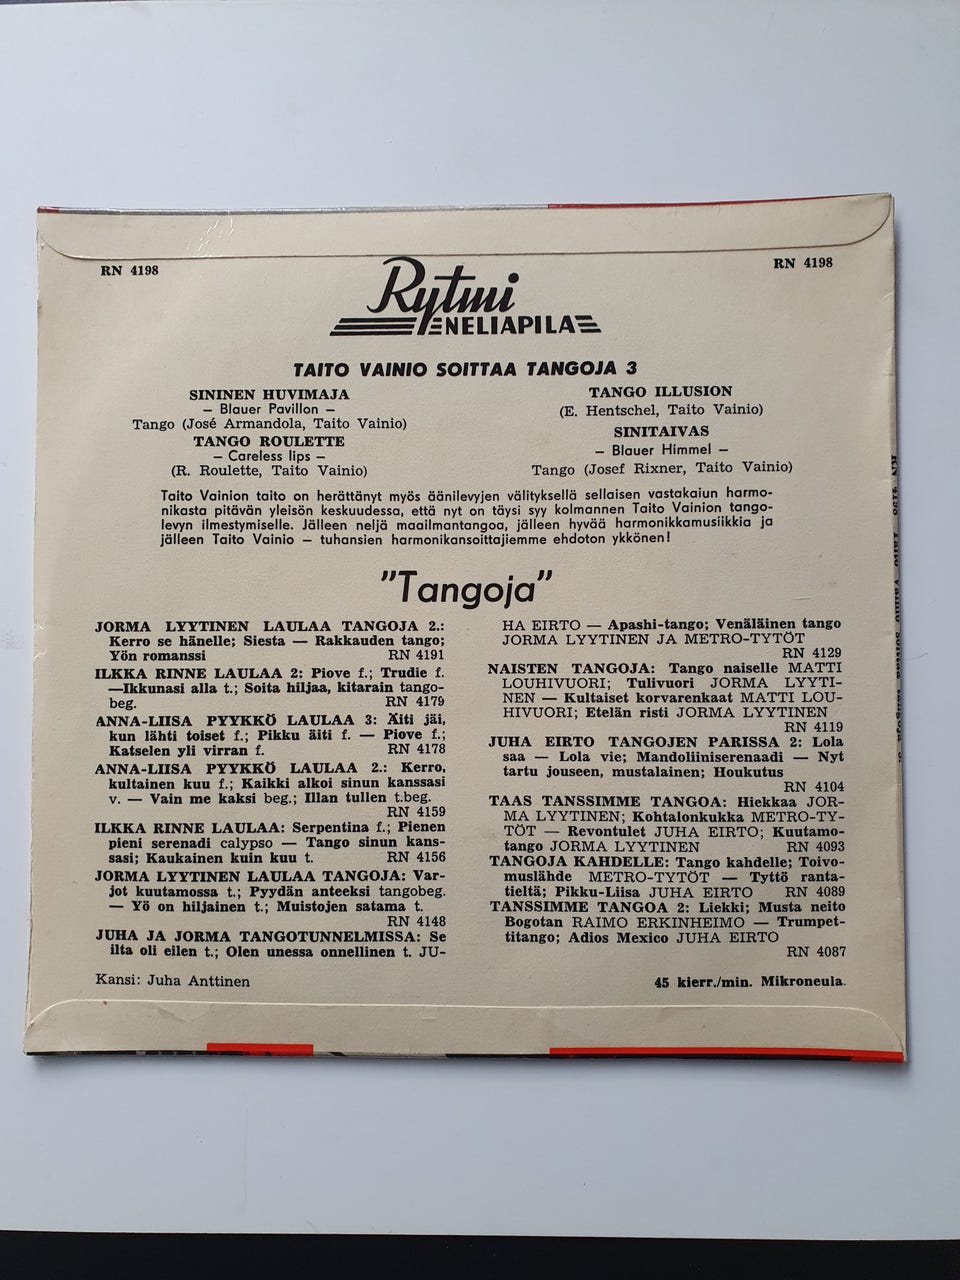 RN 4198
RN 4198
Rytmi
NELIAPILA
TAITO VAINIO SOITTAA TANGOJA 3
SININEN HUVIMAJA
— Blauer Pavillon —
Tango (José Armandola, Taito Vainio)
TANGO ROULETTE
— Careless lips —
(R. Roulette, Taito Vainio)
TANGO ILLUSION
(E. Hentschel, Taito Vainio)
SINITAIVAS
— Blauer Himmel —
Tango (Josef Rixner, Taito Vainio)
Taito Vainion taito on herättänyt myös äänilevyjen välityksellä sellaisen vastakaiun harmo-
nikasta pitävän yleisön keskuudessa, että nyt on täysi syy kolmannen Taito Vainion tango-
levyn ilmestymiselle. Jälleen neljä maailmantangoa, jälleen hyvää harmonikkamusiikkia ja
jälleen Taito Vainio — tuhansien harmonikansoittajiemme ehdoton ykkönen!
"Tangoja"
JORMA LYYTINEN LAULAA TANGOJA 2.:
Kerro se hänelle; Siesta — Rakkauden tango;
Yön romanssi RN 4191
ILKKA RINNE LAULAA 2: Piove f.; Trudie f.
—Ikkunasi alla t.; Soita hiljaa, kitarain tango-
beg. RN 4179
ANNA-LIISA PYYKKÖ LAULAA 3: Äiti jäi,
kun lähti toiset f.; Pikku äiti f. — Piove f.;
Katselen yli virran f. RN 4178
ANNA-LIISA PYYKKÖ LAULAA 2.: Kerro,
kultainen kuu f.; Kaikki alkoi sinun kanssasi
v. — Vain me kaksi beg.; Illan tullen t.beg.
RN 4159
ILKKA RINNE LAULAA: Serpentina f.; Pienen
pieni serenadi calypso — Tango sinun kans-
sasi; Kaukainen kuin kuu t. RN 4156
JORMA LYYTINEN LAULAA TANGOJA: Var-
jot kuutamossa t.; Pyydän anteeksi tangobeg.
— Yö on hiljainen t.; Muistojen satama t.
RN 4148
JUHA JA JORMA TANGOTUNNELMISSA: Se
ilta oli eilen t.; Olen unessa onnellinen t. JU-
HA EIRTO — Apashi-tango; Venäläinen tango
JORMA LYYTINEN JA METRO-TYTÖT
RN 4129
NAISTEN TANGOJA: Tango naiselle MATTI
LOUHIVUORI; Tulivuori JORMA LYYTI-
NEN — Kultaiset korvarenkaat MATTI LOU-
HIVUORI; Etelän risti JORMA LYYTINEN
RN 4119
JUHA EIRTO TANGOJEN PARISSA 2: Lola
saa — Lola vie; Mandoliiniserenaadi — Nyt
tartu jouseen, mustalainen; Houkutus
RN 4104
TAAS TANSSIMME TANGOA: Hiekkaa JOR-
MA LYYTINEN; Kohtalonkukka METRO-TY-
TÖT — Revontulet JUHA EIRTO; Kuutamo-
tango JORMA LYYTINEN RN 4093
TANGOJA KAHDELLE: Tango kahdelle; Toivo-
muslähde METRO-TYTÖT — Tyttö ranta-
tieltä; Pikku-Liisa JUHA EIRTO RN 4089
TANSSIMME TANGOA 2: Liekki; Musta neito
Bogotan RAIMO ERKINHEIMO — Trumpet-
titango; Adios Mexico JUHA EIRTO
RN 4087
Kansi: Juha Anttinen
45 kierr./min. Mikroneula.